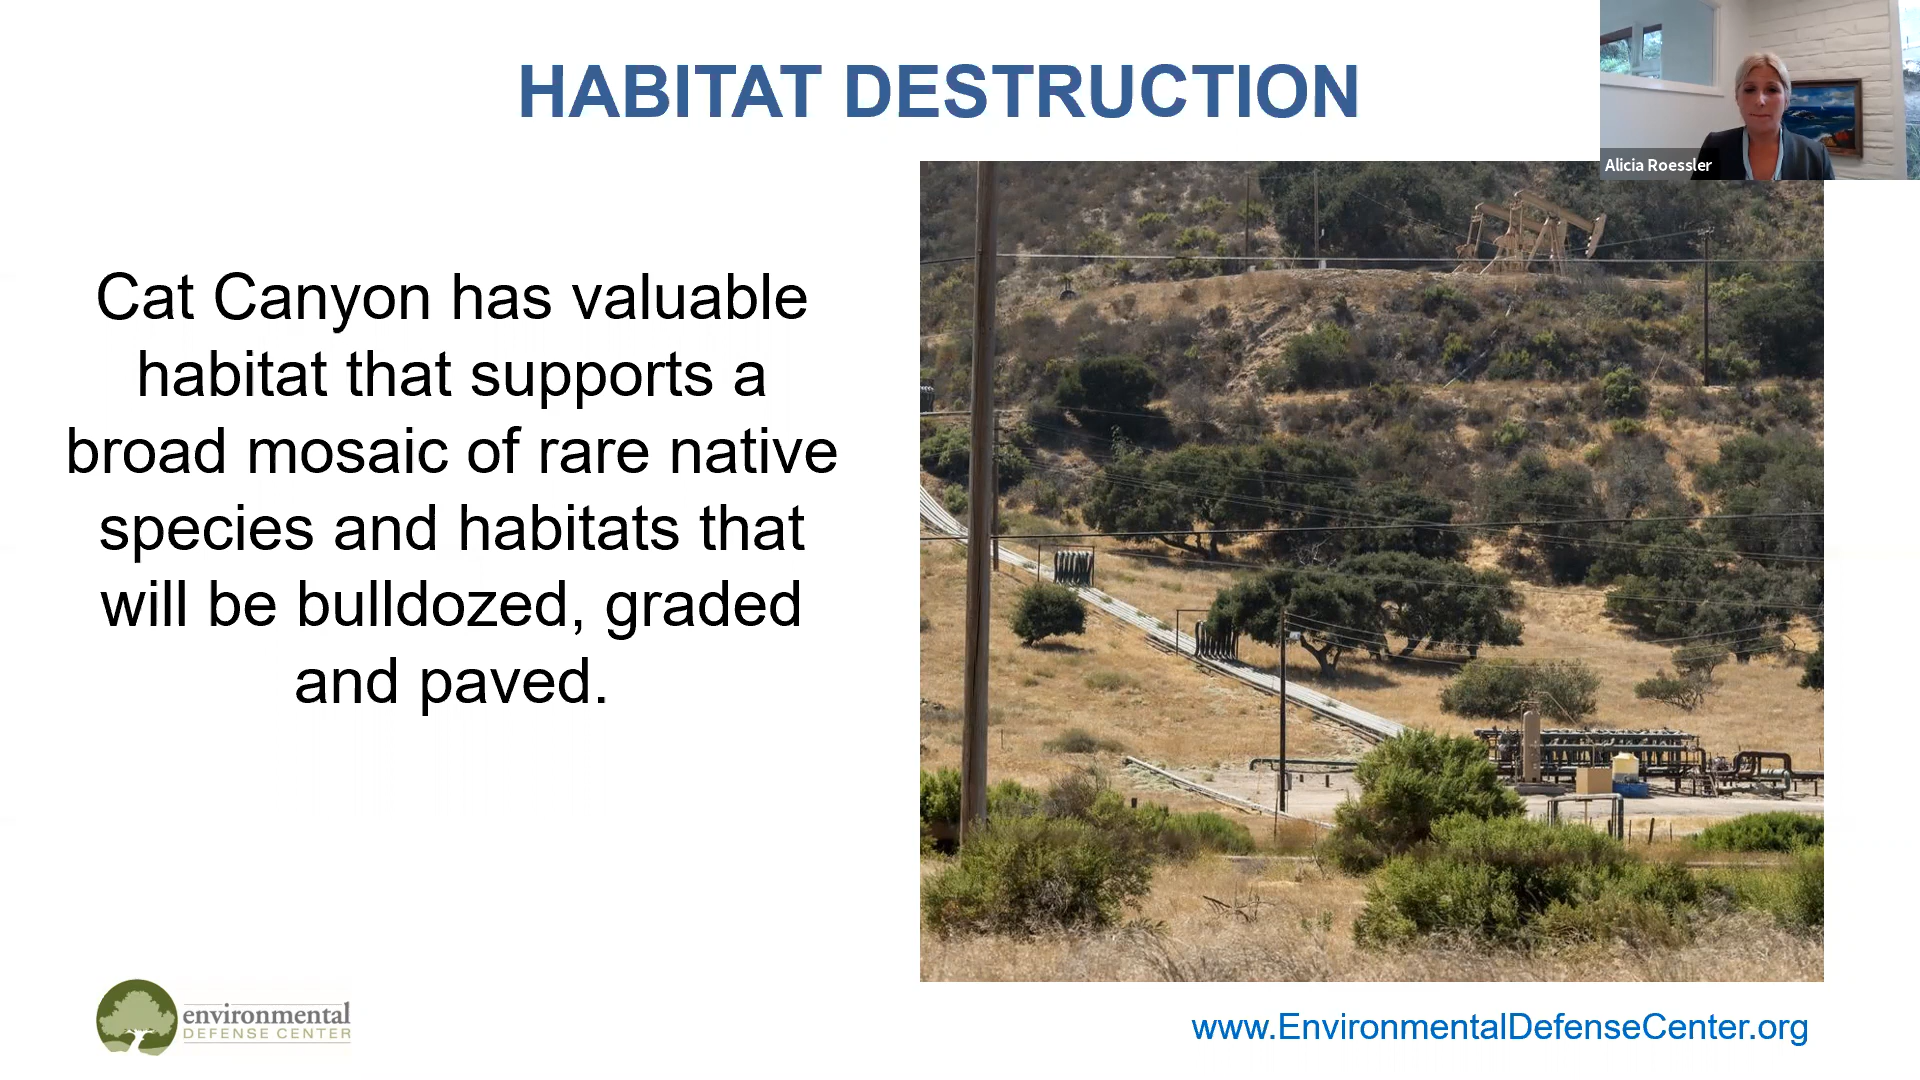 HABITAT DESTRUCTION
Alicia Roessler
Cat Canyon has valuable
habitat that supports a
broad mosaic of rare native
species and habitats that
will be bulldozed, graded
and paved.
environmental
DEFENSE CENTER
www.EnvironmentalDefenseCenter.org